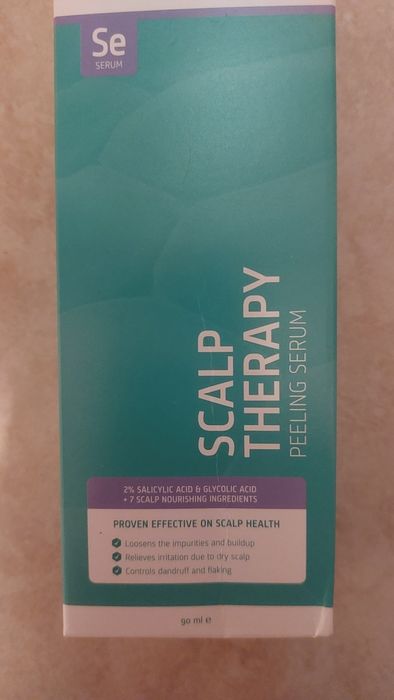 Se
SERUM
SCALP
THERAPY
PEELING SERUM
2% SALICYLIC ACID & GLYCOLIC ACID
+ 7 SCALP NOURISHING INGREDIENTS
PROVEN EFFECTIVE ON SCALP HEALTH
Loosens the impurities and buildup
Relieves irritation due to dry scalp
Controls dandruff and flaking
90 ml e